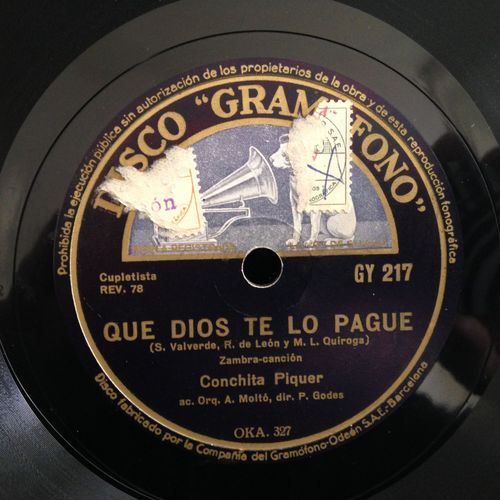 Prohibida la ejecución pública sin autorización de los propietarios de la obra y de esta reproducción fonográfica
DISCO "GRAMÓFONO"
S.A.E.
ón
Cupletista
REV. 78
GY 217
QUE DIOS TE LO PAGUE
(S. Valverde, R. de León y M. L. Quiroga)
Zambra-canción
Conchita Piquer
ac. Orq. A. Moltó, dir. P. Godes
OKA. 327
Disco fabricado por la Compañía del Gramófono-Odeón S.A.E.-Barcelona